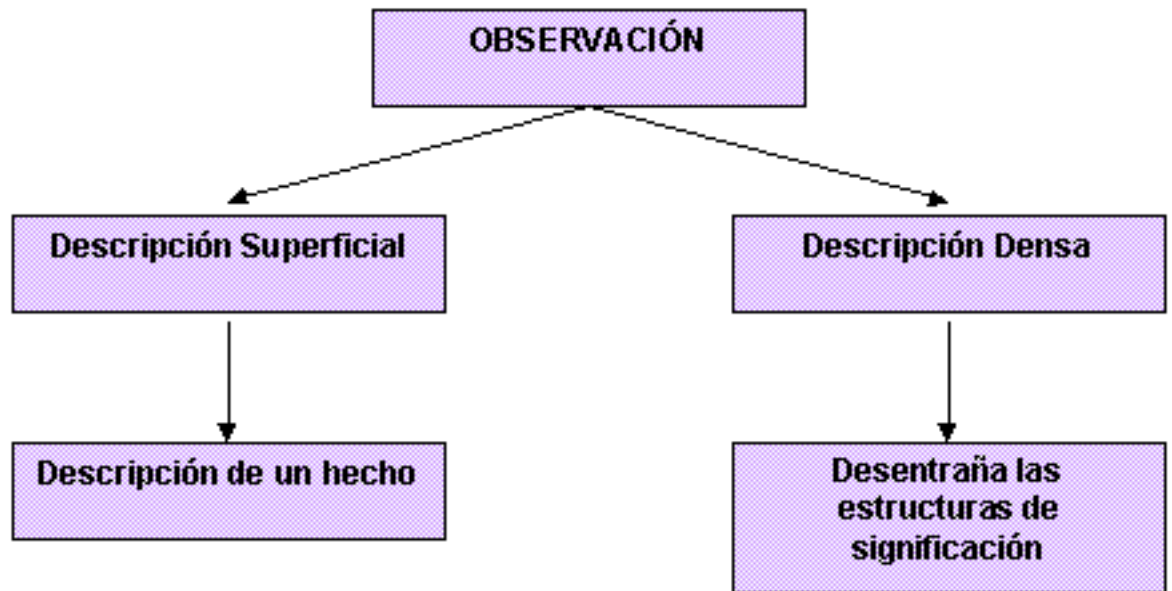 OBSERVACIÓN
Descripción Superficial
Descripción Densa
Descripción de un hecho
Desentraña las
estructuras de
significación